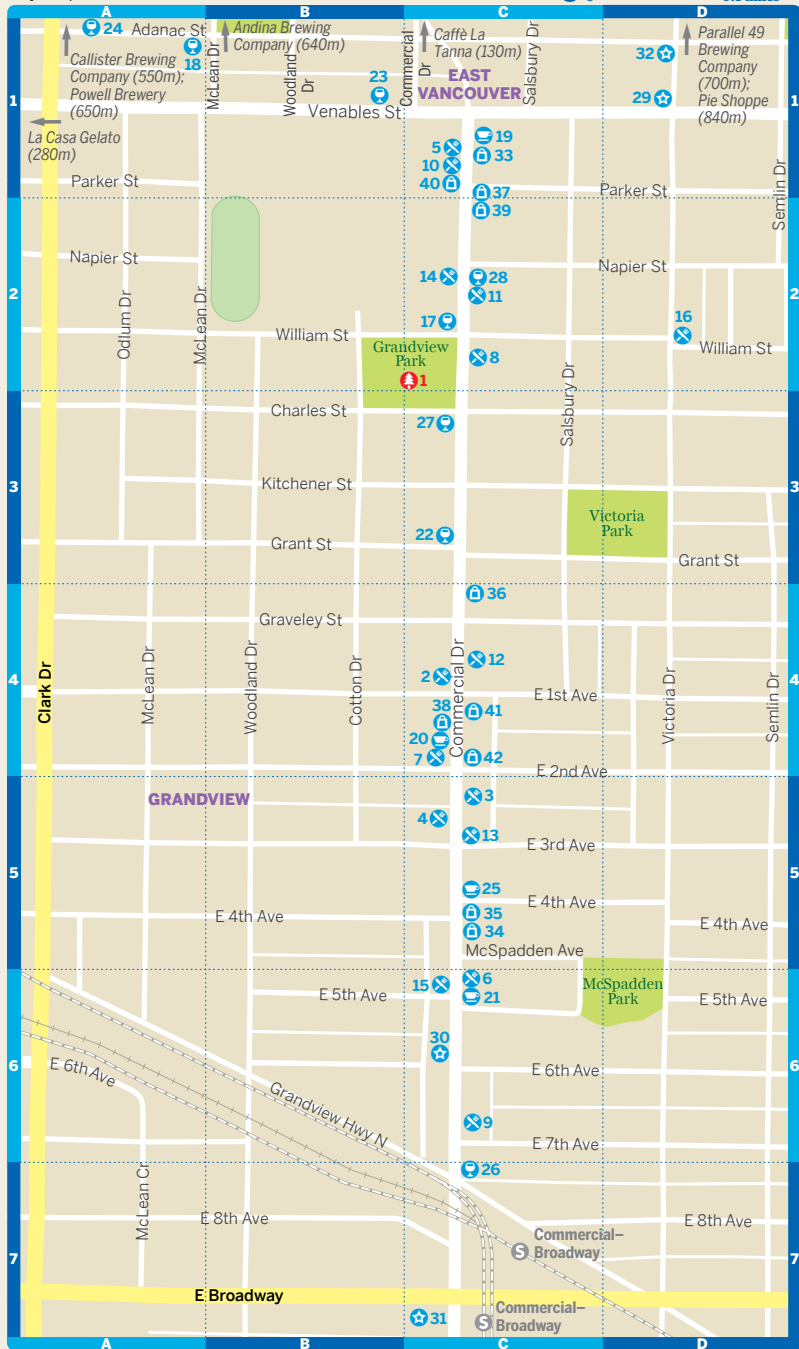 A
B
C
D
24
Adanac St
Andina Brewing
Company (640m)
Caffè La
Tanna (130m)
Parallel 49
Brewing
Company
(700m);
Pie Shoppe
(840m)
18
Callister Brewing
Company (550m);
Powell Brewery
(650m)
La Casa Gelato
(280m)
McLean Dr
Woodland
Dr
23
Commercial
Dr
EAST
VANCOUVER
Salsbury Dr
32
29
1
1
Venables St
19
5
33
10
40
37
39
Parker St
Parker St
Semlin Dr
Napier St
Napier St
14
28
11
2
2
Odlum Dr
McLean Dr
17
16
William St
William St
Grandview
Park
1
8
Salsbury Dr
Charles St
27
Kitchener St
3
3
Victoria
Park
22
Grant St
Grant St
36
Graveley St
12
2
4
4
Clark Dr
McLean Dr
Woodland Dr
Cotton Dr
Commercial Dr
Victoria Dr
Semlin Dr
E 1st Ave
38
41
20
7
42
E 2nd Ave
GRANDVIEW
3
4
13
E 3rd Ave
5
5
25
E 4th Ave
35
E 4th Ave
34
E 4th Ave
McSpadden Ave
6
15
21
McSpadden
Park
E 5th Ave
E 5th Ave
30
6
6
E 6th Ave
E 6th Ave
Grandview Hwy N
9
E 7th Ave
26
McLean Cr
E 8th Ave
E 8th Ave
S
Commercial–
Broadway
7
7
E Broadway
31
S
Commercial–
Broadway
A
B
C
D